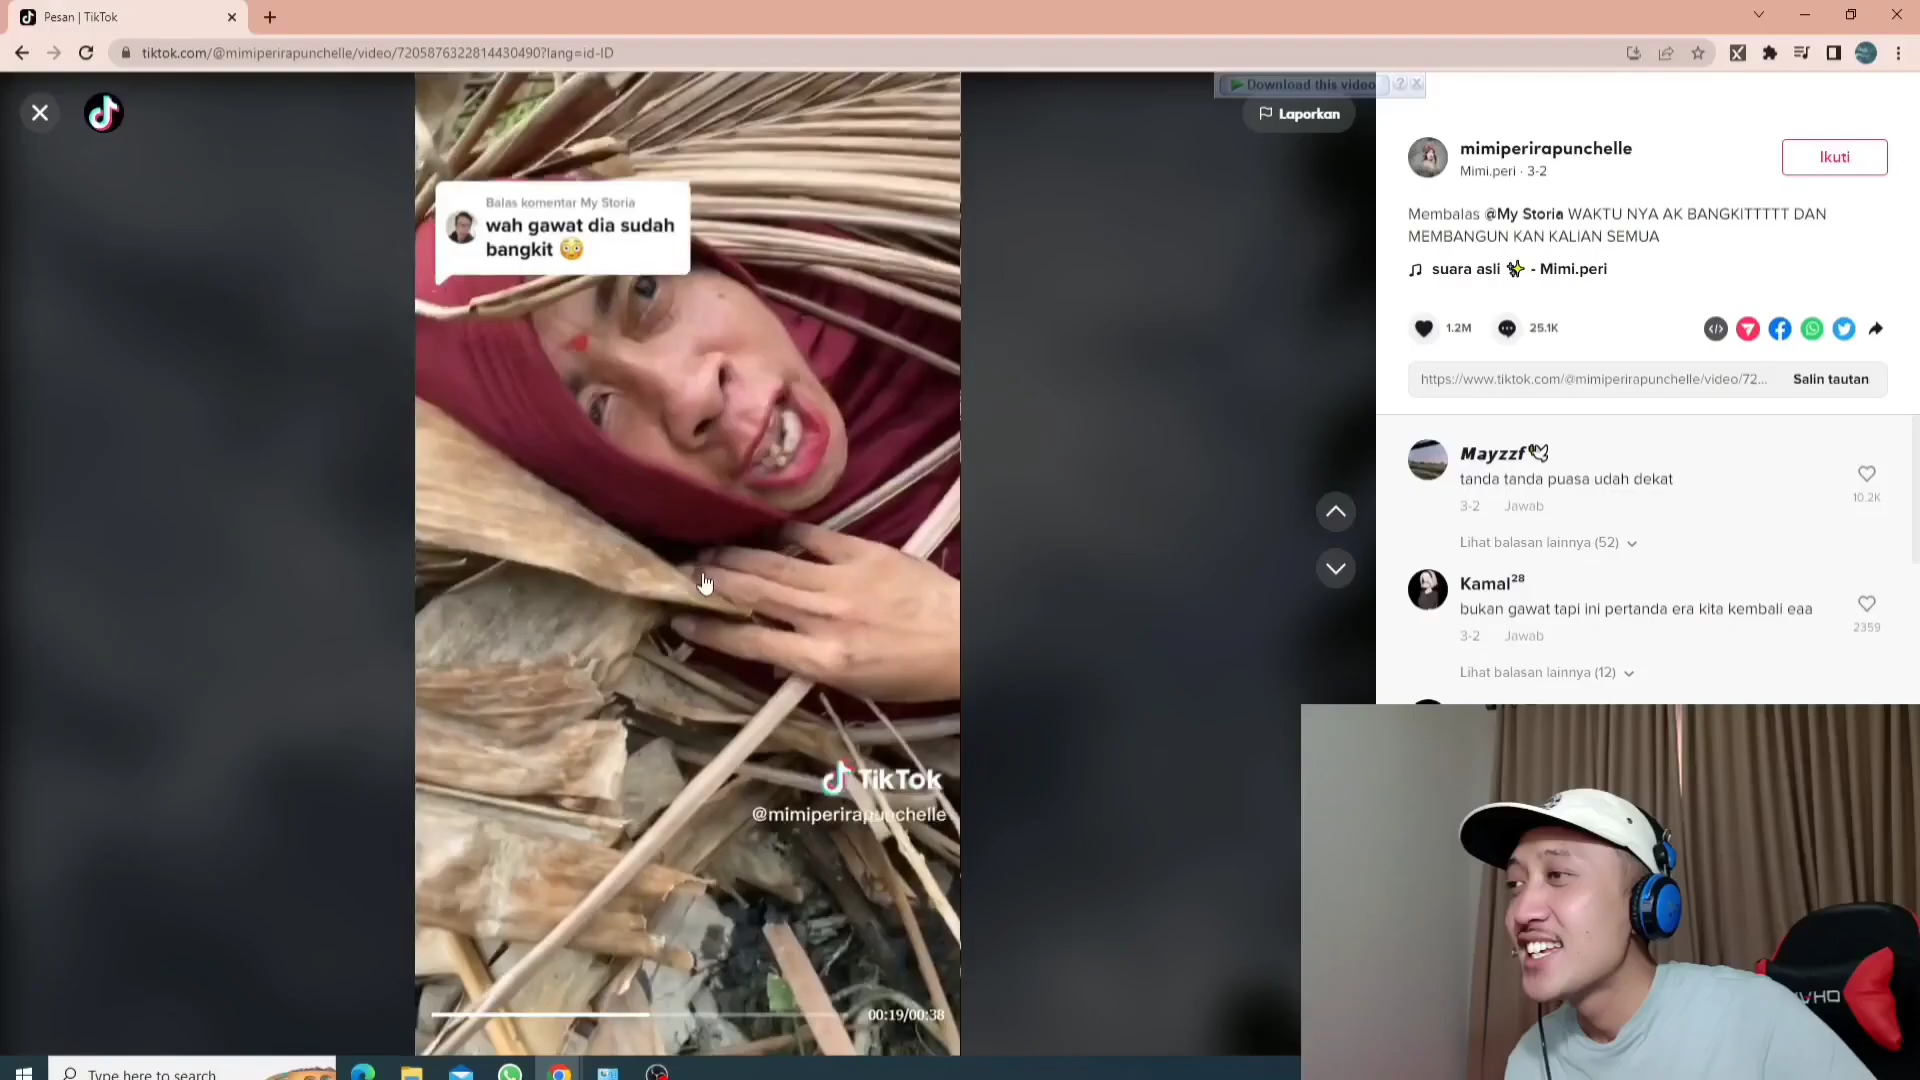 Pesan | TikTok
tiktok.com/@mimiperirapunchelle/video/7205876322814430490?lang=id-ID
Download this video
Laporkan
Balas komentar My Storia
wah gawat dia sudah
bangkit 😳
TikTok
@mimiperirapunchelle
00:19/00:38
mimiperirapunchelle
Mimi.peri · 3-2
Ikuti
Membalas @My Storia WAKTU NYA AK BANGKITTTTT DAN
MEMBANGUN KAN KALIAN SEMUA
suara asli ✨ - Mimi.peri
1.2M
25.1K
https://www.tiktok.com/@mimiperirapunchelle/video/72...
Salin tautan
Mayzzf🕊
tanda tanda puasa udah dekat
3-2 Jawab
10.2K
Lihat balasan lainnya (52)
Kamal²⁸
bukan gawat tapi ini pertanda era kita kembali eaa
3-2 Jawab
2359
Lihat balasan lainnya (12)
Type here to search